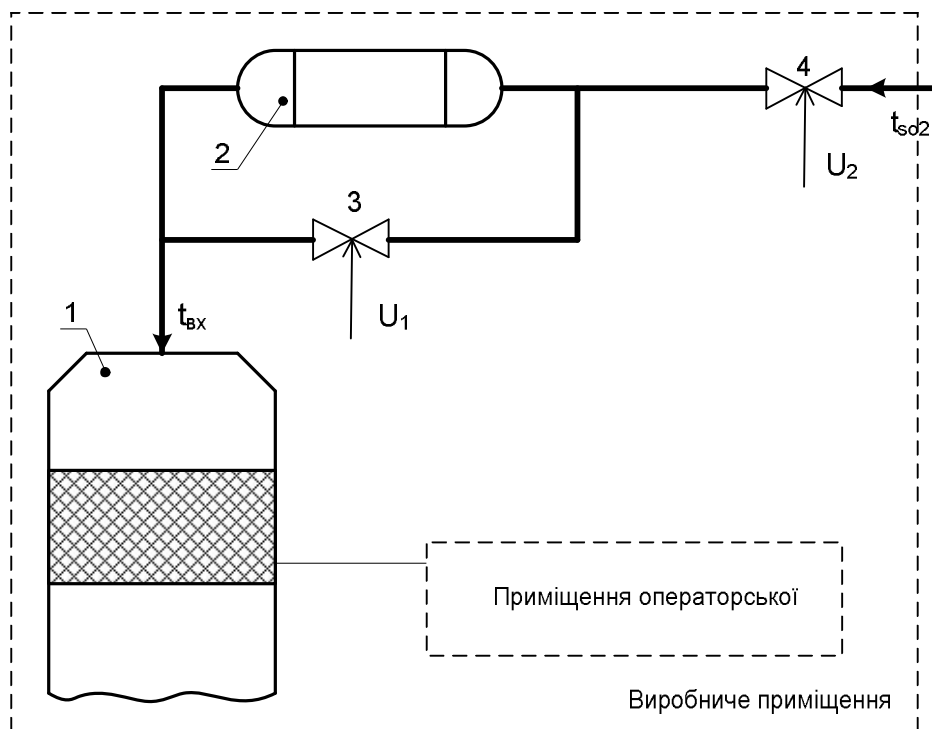 4
t_so2
2
U₂
3
1
t_вх
U₁
Приміщення операторської
Виробниче приміщення